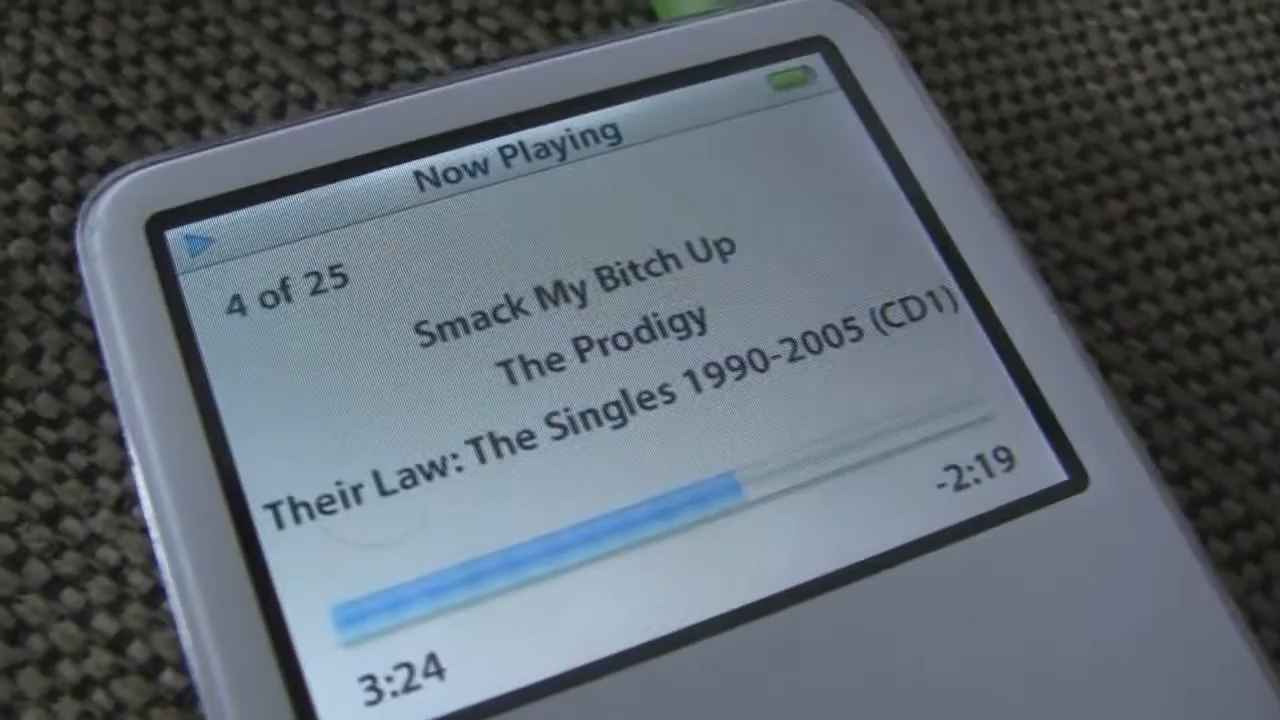 Now Playing
4 of 25
Smack My Bitch Up
The Prodigy
Their Law: The Singles 1990-2005 (CD1)
3:24
-2:19